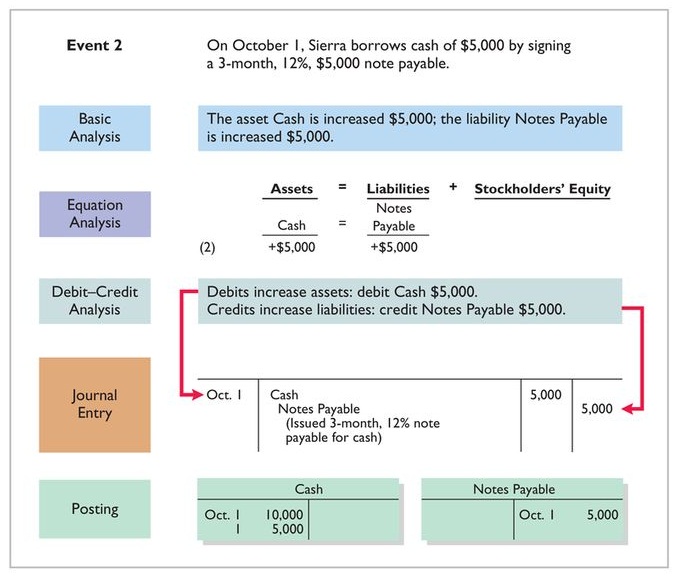 Event 2
On October 1, Sierra borrows cash of $5,000 by signing
a 3-month, 12%, $5,000 note payable.
Basic
Analysis
The asset Cash is increased $5,000; the liability Notes Payable
is increased $5,000.
Equation
Analysis
Assets = Liabilities + Stockholders' Equity
Notes
Cash = Payable
(2) +$5,000 +$5,000
Debit–Credit
Analysis
Debits increase assets: debit Cash $5,000.
Credits increase liabilities: credit Notes Payable $5,000.
Journal
Entry
Oct. 1 Cash 5,000
Notes Payable 5,000
(Issued 3-month, 12% note
payable for cash)
Posting
Cash
Oct. 1 10,000
1 5,000
Notes Payable
Oct. 1 5,000